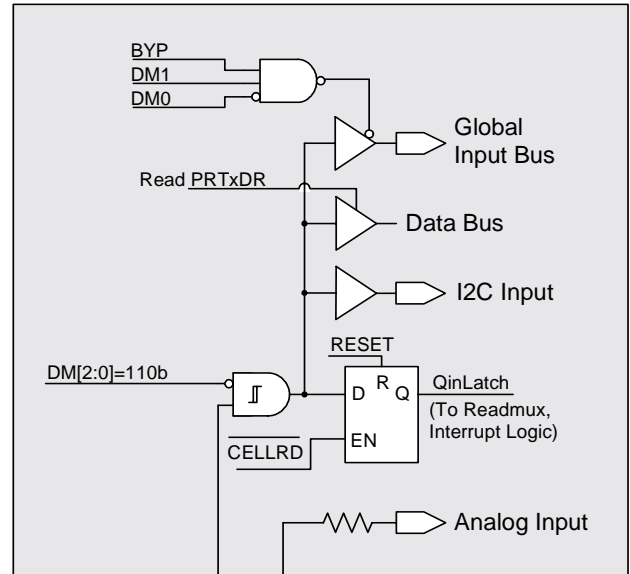 BYP
DM1
DM0
Global
Input Bus
Read PRTxDR
Data Bus
I2C Input
RESET
DM[2:0]=110b
D
R
Q
QinLatch
(To Readmux,
Interrupt Logic)
EN
CELLRD
Analog Input